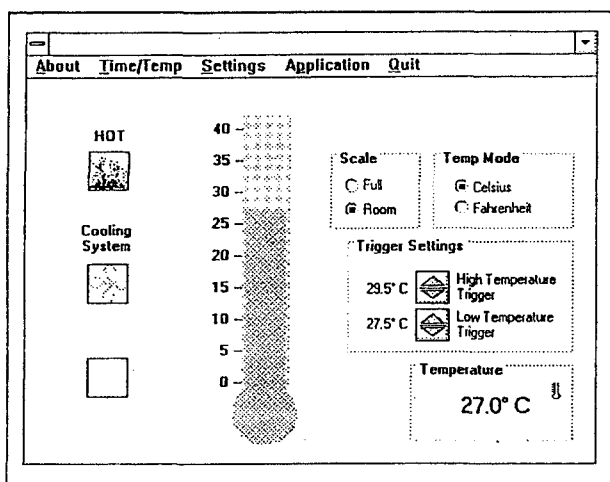 About Time/Temp Settings Application Quit
HOT
Cooling
System
40
35
30
25
20
15
10
5
0
Scale
Full
Room
Temp Mode
Celsius
Fahrenheit
Trigger Settings
29.5° C
High Temperature
Trigger
27.5° C
Low Temperature
Trigger
Temperature
27.0° C